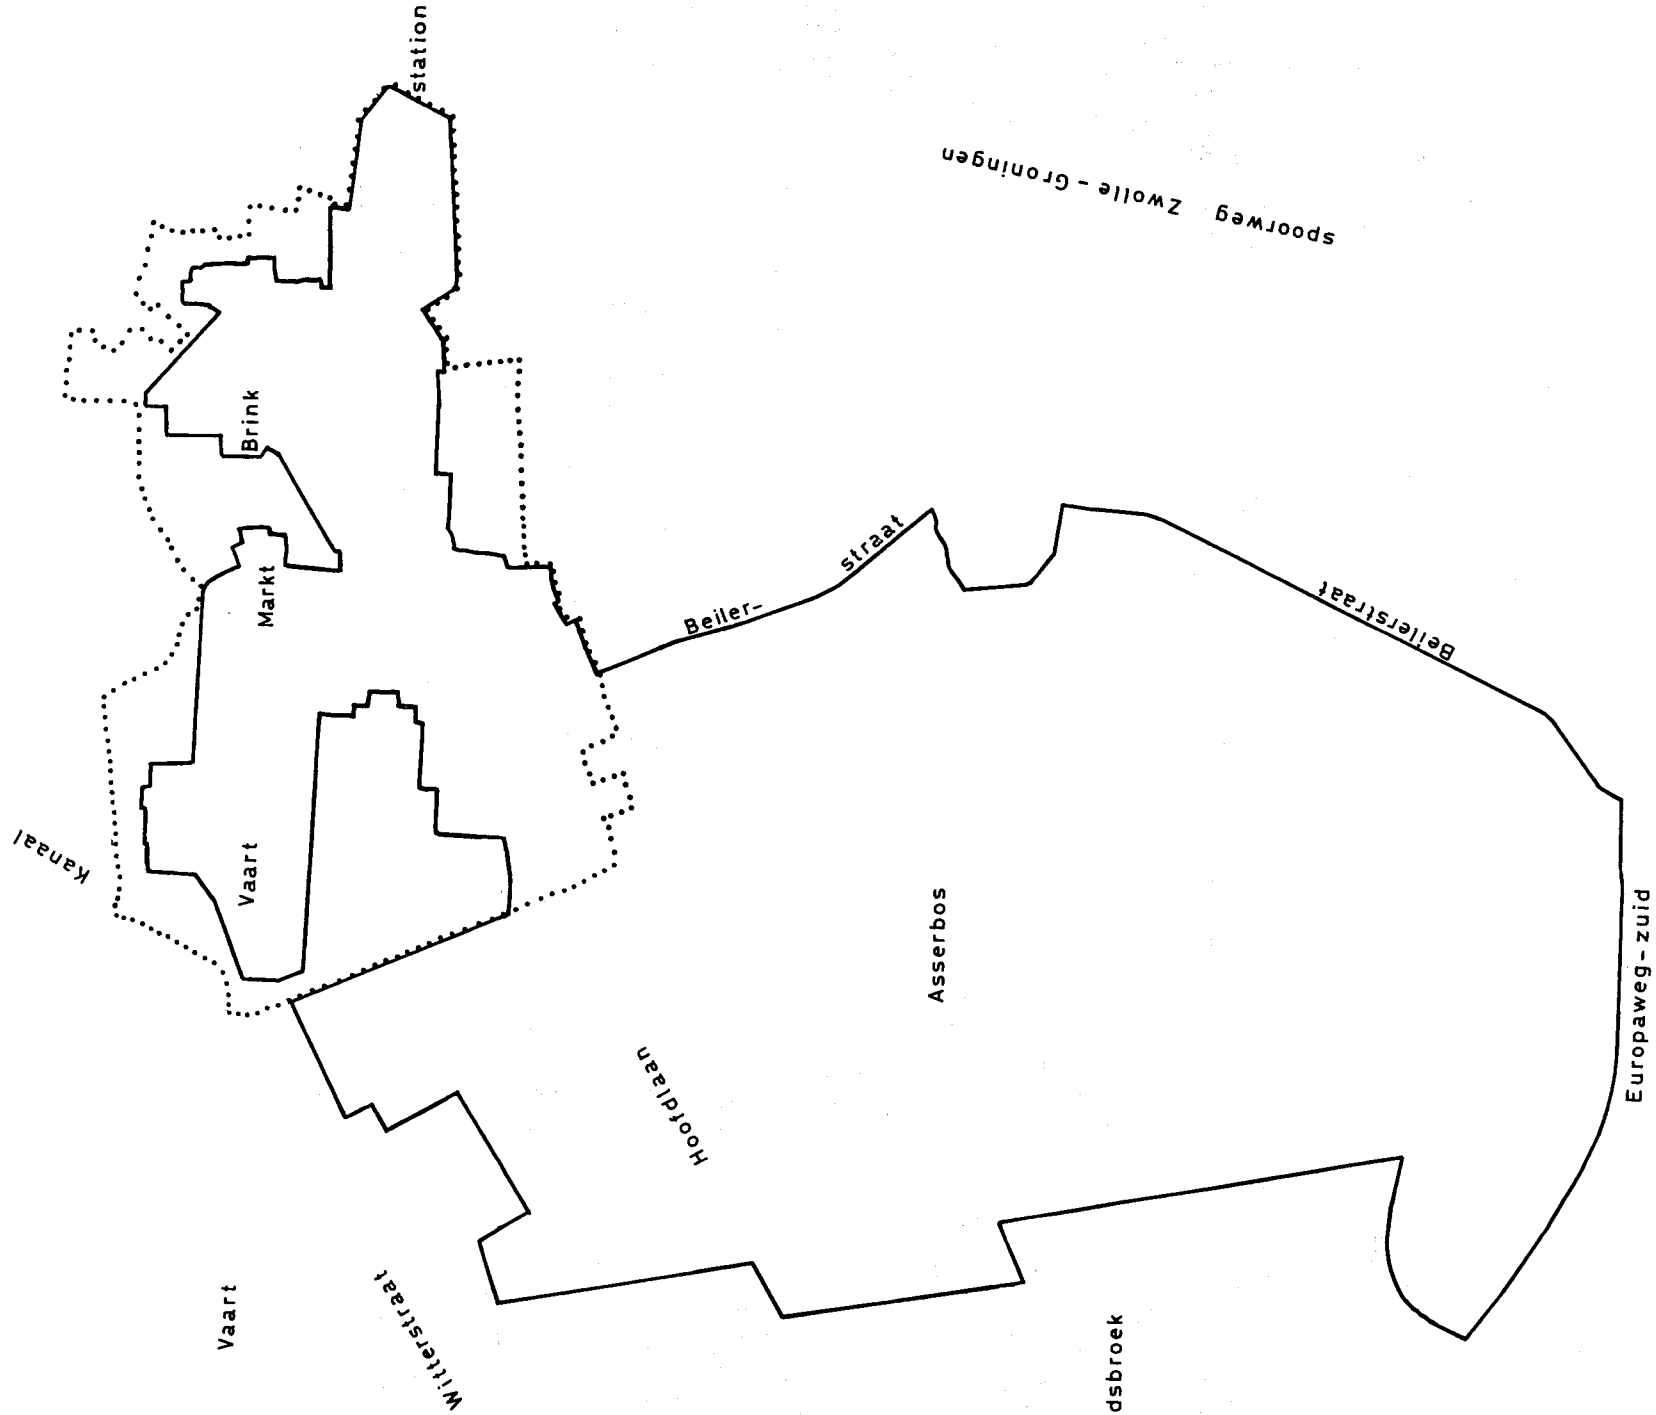 station
spoorweg Zwolle - Groningen
Brink
Markt
Beiler-
straat
Beilerstraat
Kanaal
Vaart
Asserbos
Europaweg-zuid
Hoofdlaan
Vaart
Witterstraat
dsbroek